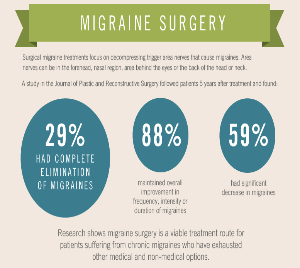 MIGRAINE SURGERY
Surgical migraine treatments focus on decompressing trigger area nerves that cause migraines. Area
nerves can be in the forehead, nasal region, area behind the eyes or the back of the head or neck.
A study in the Journal of Plastic and Reconstructive Surgery followed patients 5 years after treatment and found:
29%
HAD COMPLETE
ELIMINATION
OF MIGRAINES
88%
maintained overall
improvement in
frequency, intensity or
duration of migraines
59%
had significant
decrease in migraines
Research shows migraine surgery is a viable treatment route for
patients suffering from chronic migraines who have exhausted
other medical and non-medical options.